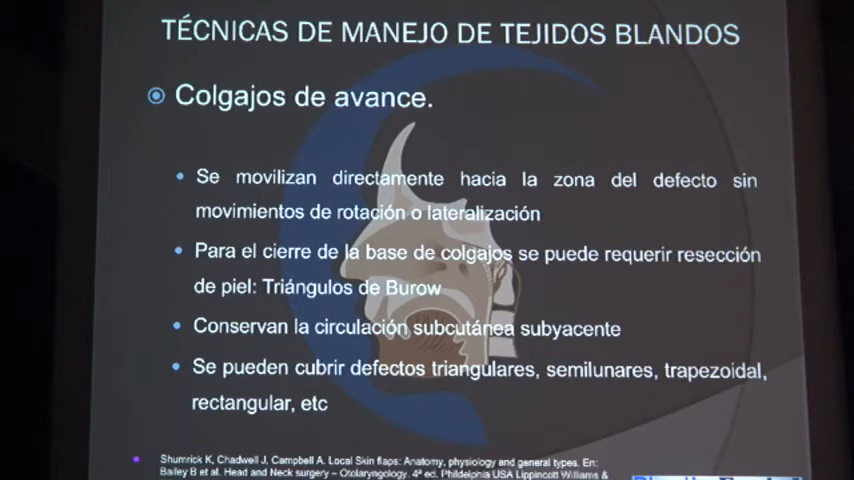 TÉCNICAS DE MANEJO DE TEJIDOS BLANDOS
Colgajos de avance.
Se movilizan directamente hacia la zona del defecto sin
movimientos de rotación o lateralización
Para el cierre de la base de colgajos se puede requerir resección
de piel: Triángulos de Burow
Conservan la circulación subcutánea subyacente
Se pueden cubrir defectos triangulares, semilunares, trapezoidal,
rectangular, etc
Shumrick K, Chadwell J, Campbell A. Local Skin flaps: Anatomy, physiology and general types. En:
Bailey B et al. Head and Neck surgery – Otolaryngology. 4ª ed. Phildelphia USA Lippincott Williams &